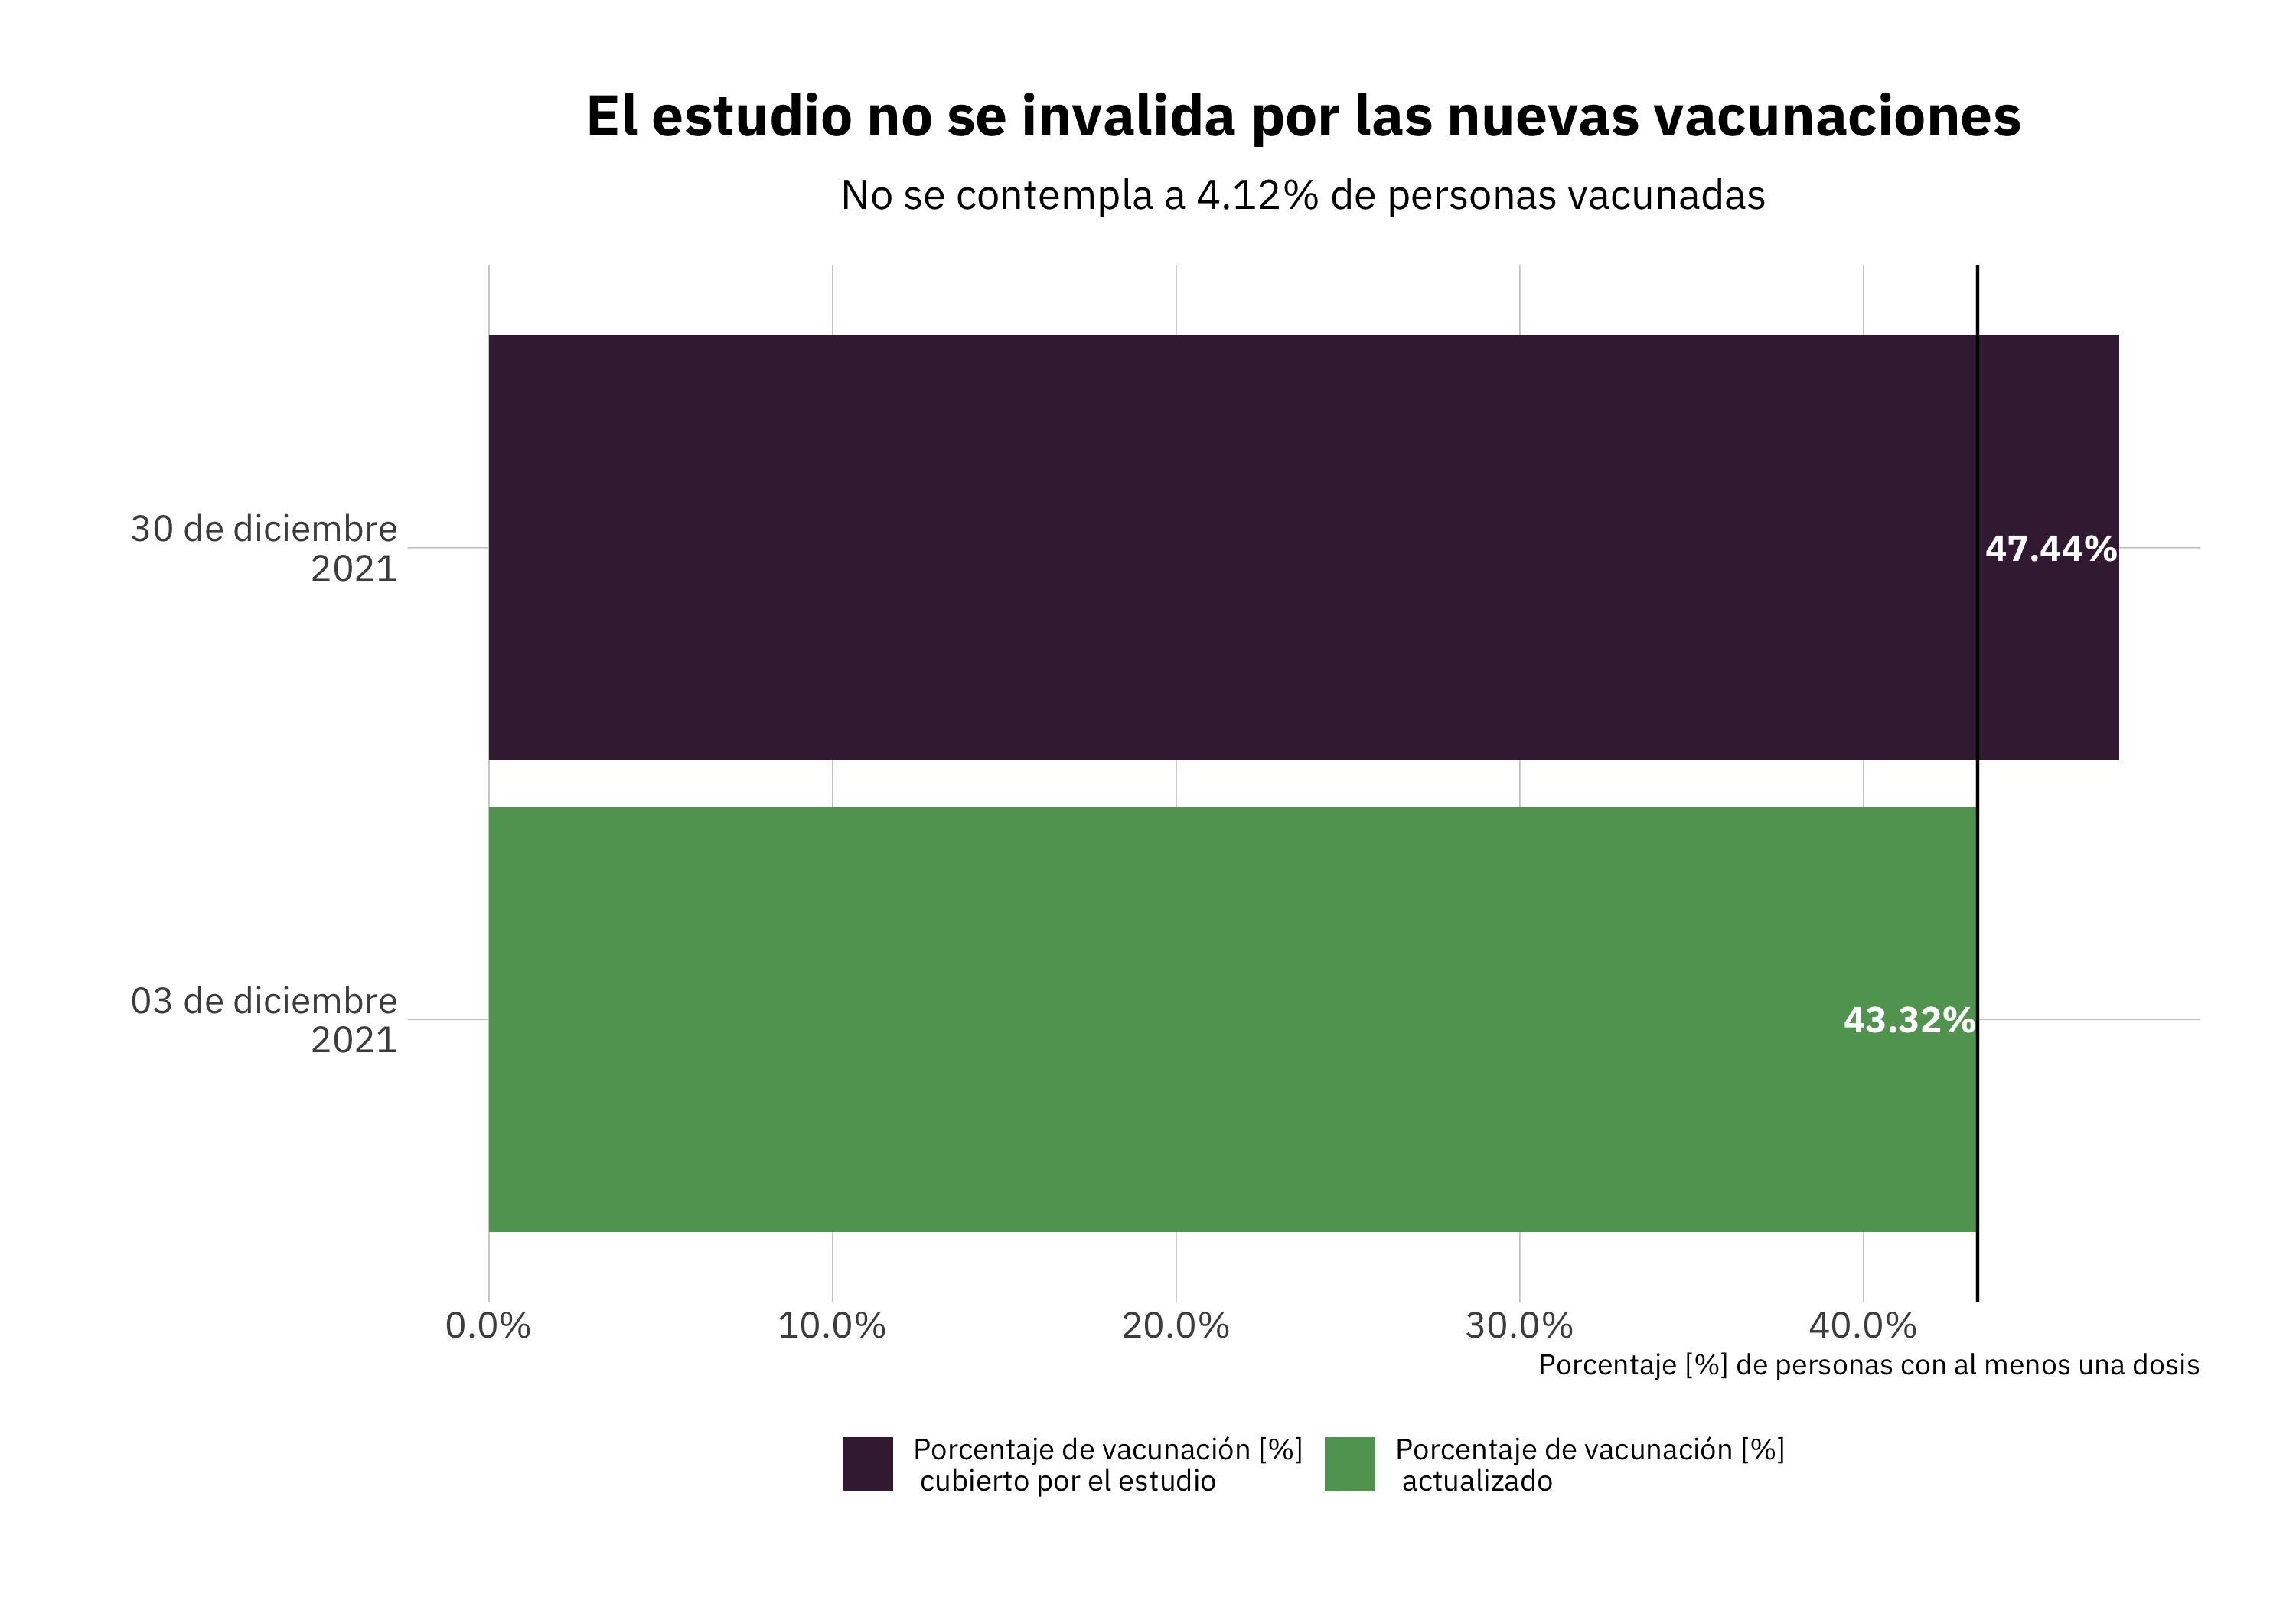 El estudio no se invalida por las nuevas vacunaciones
No se contempla a 4.12% de personas vacunadas
30 de diciembre
2021
47.44%
03 de diciembre
2021
43.32%
0.0% 10.0% 20.0% 30.0% 40.0%
Porcentaje [%] de personas con al menos una dosis
Porcentaje de vacunación [%]
cubierto por el estudio
Porcentaje de vacunación [%]
actualizado